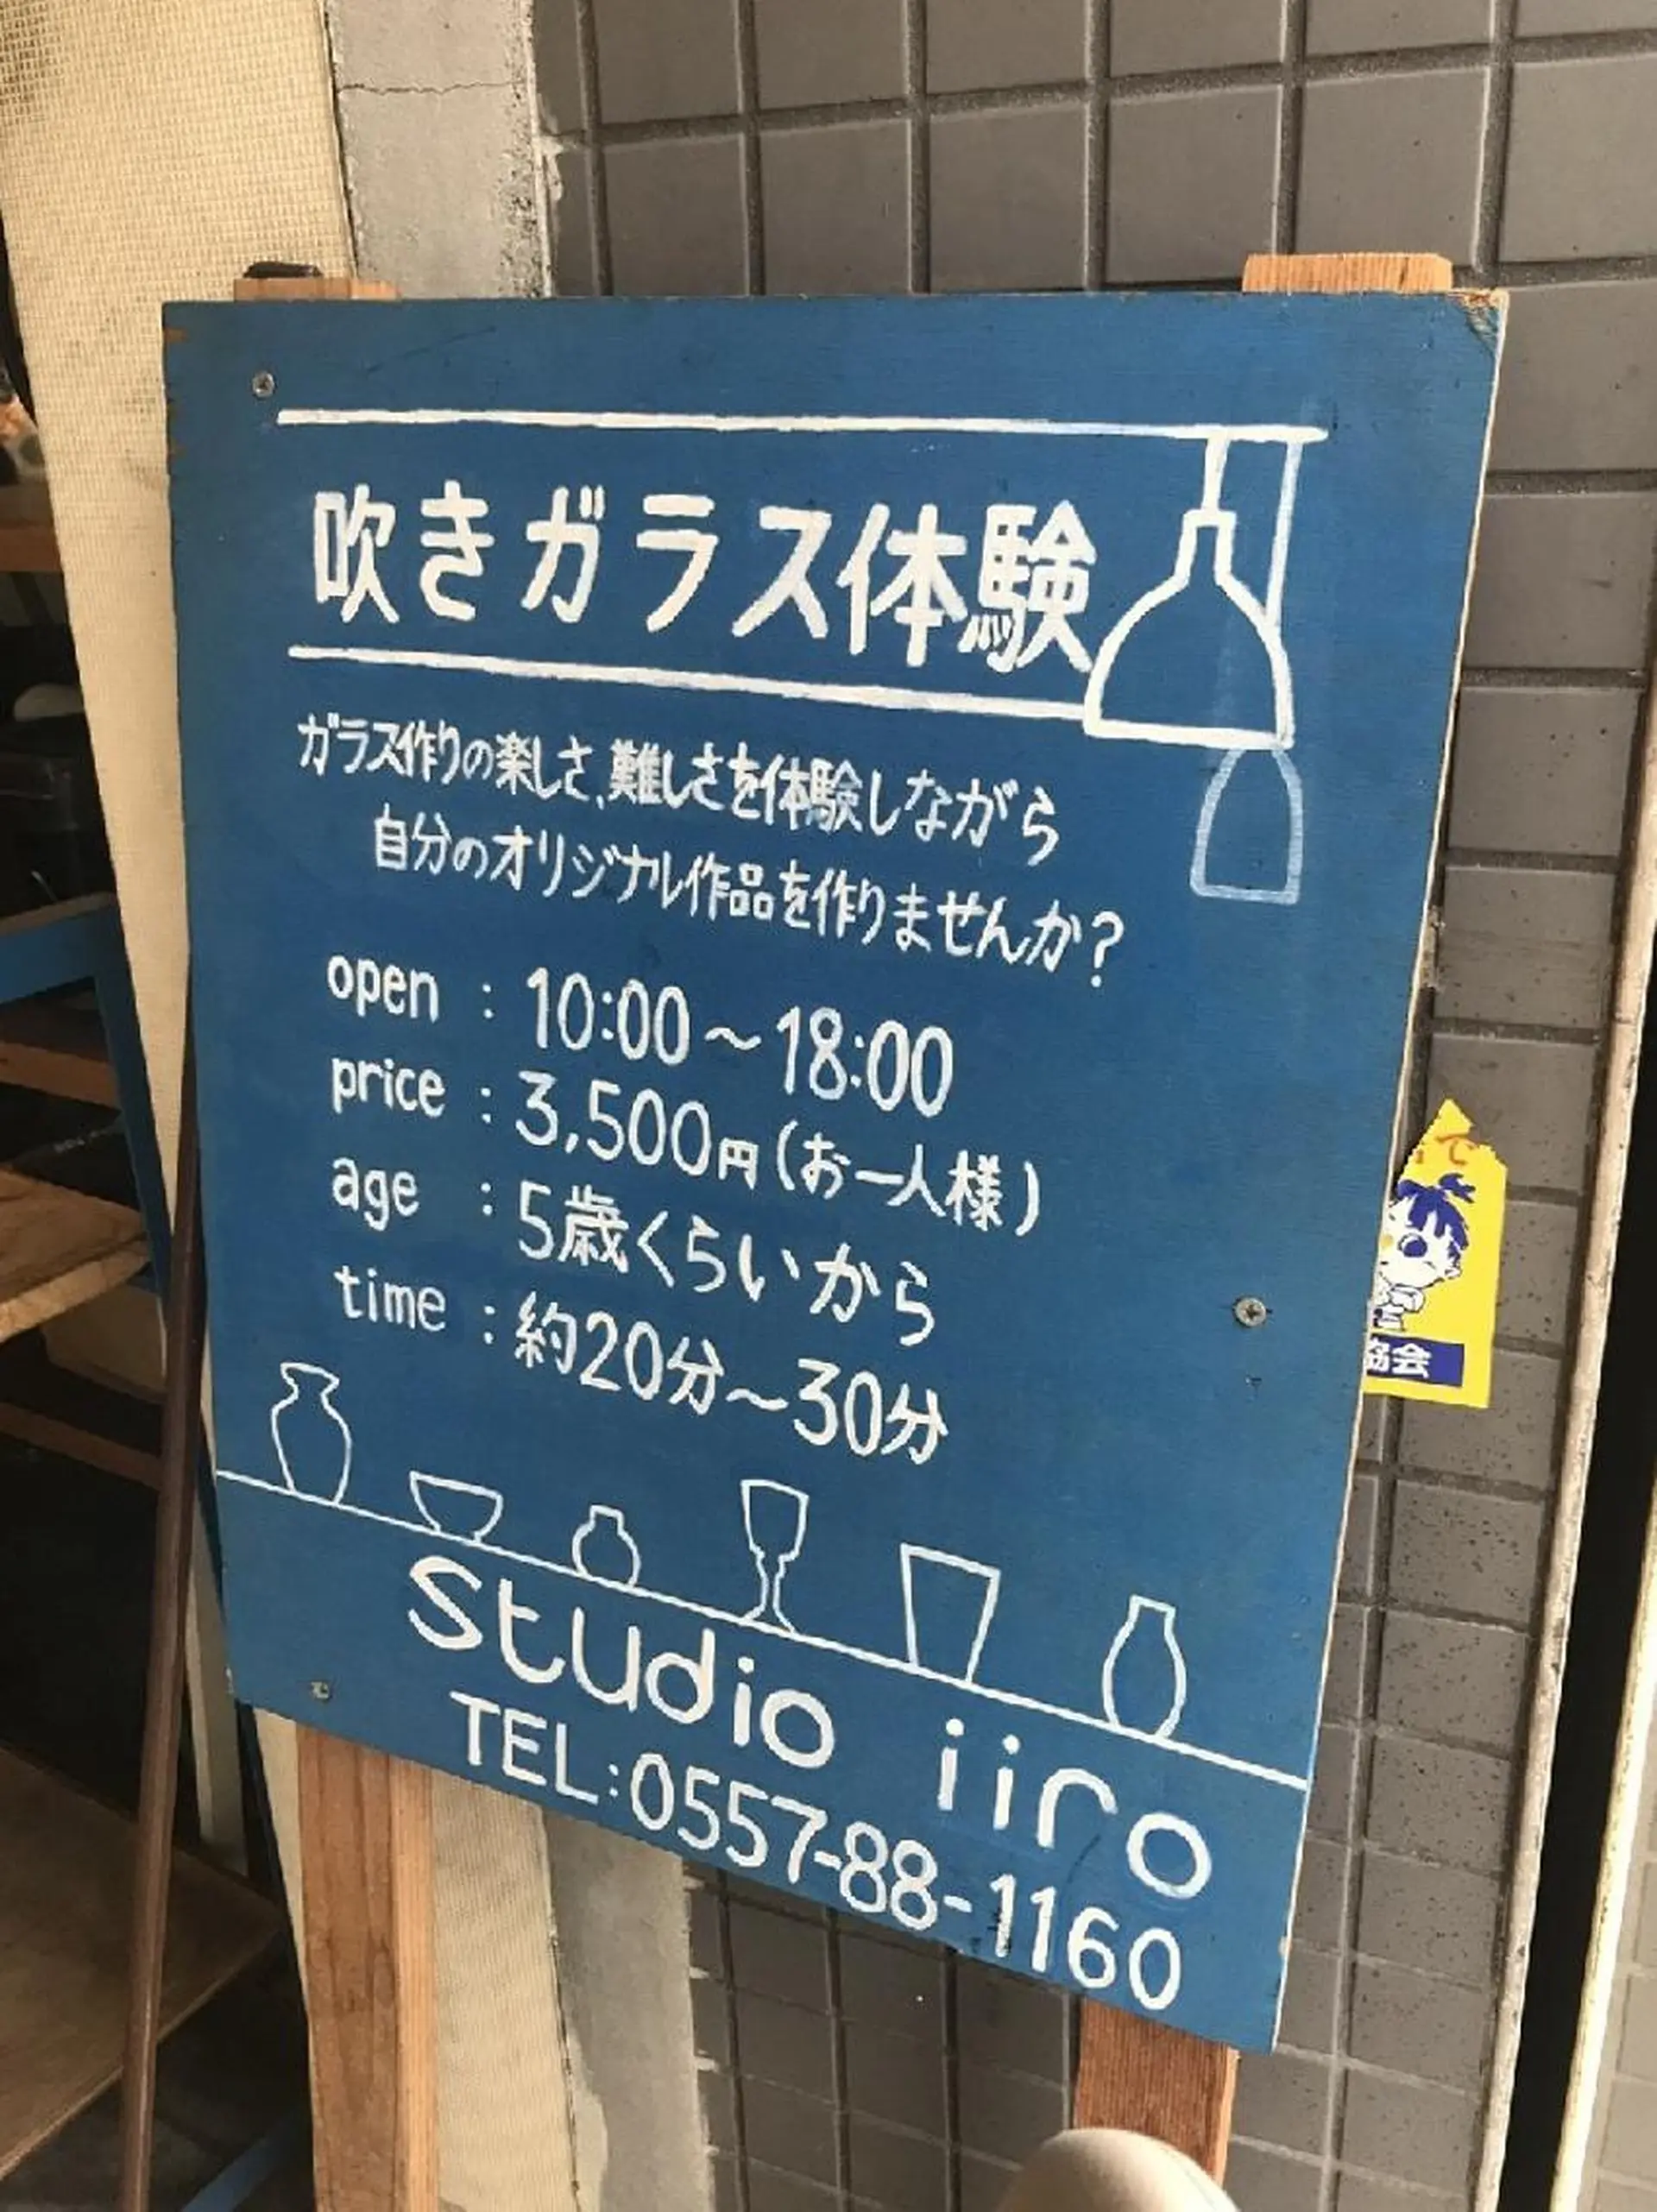 吹きガラス体験
ガラス作りの楽しさ、難しさを体験しながら
自分のオリジナル作品を作りませんか?
open : 10:00～18:00
price : 3,500円(お一人様)
age : 5歳くらいから
time : 約20分～30分
studio iiro
TEL:0557-88-1160
で
協会